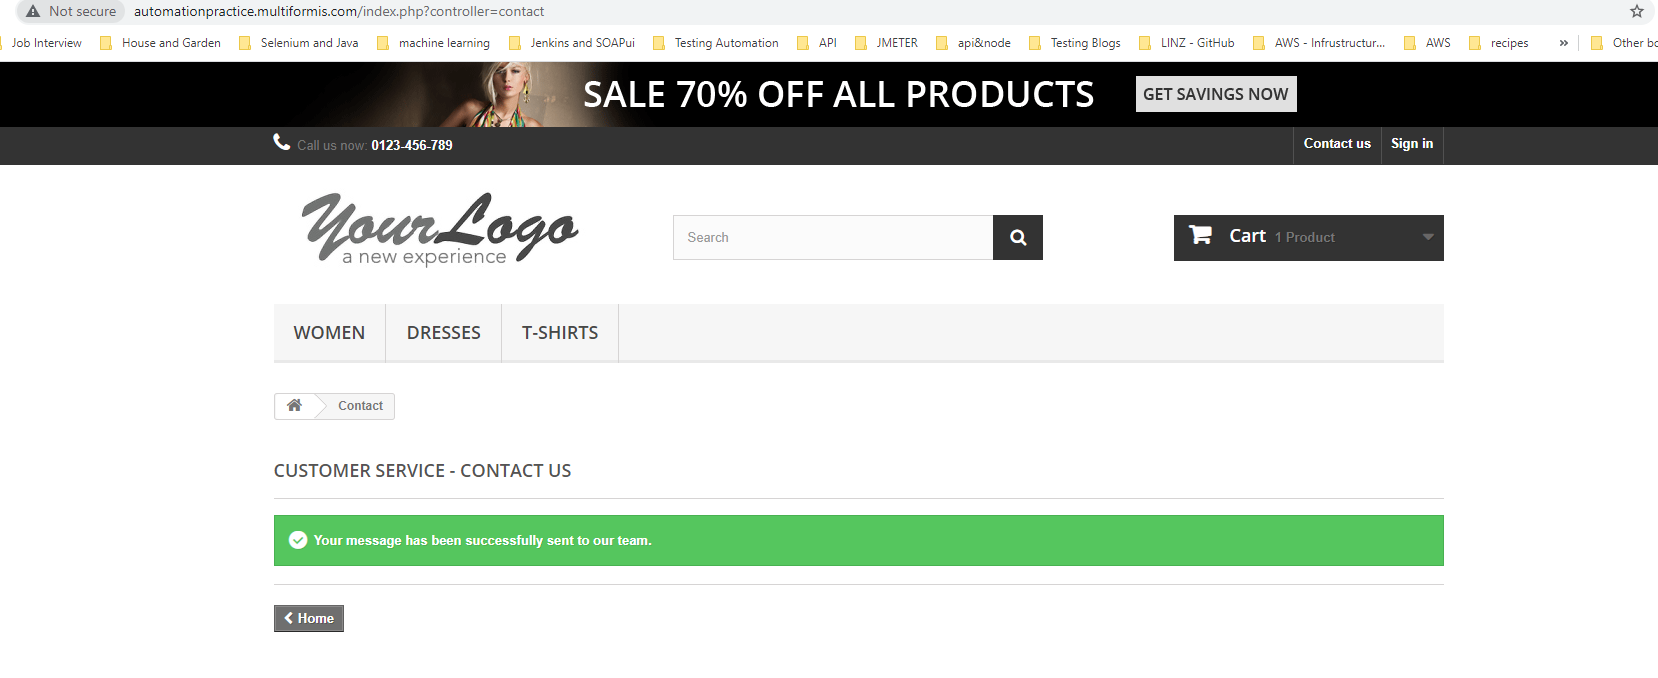 Not secure automationpractice.multiformis.com/index.php?controller=contact
Job Interview House and Garden Selenium and Java machine learning Jenkins and SOAPui Testing Automation API JMETER api&node Testing Blogs LINZ - GitHub AWS - Infrustructur... AWS recipes » Other bo
SALE 70% OFF ALL PRODUCTS GET SAVINGS NOW
Call us now: 0123-456-789 Contact us Sign in
Your Logo
a new experience
Search
Cart 1 Product
WOMEN DRESSES T-SHIRTS
Contact
CUSTOMER SERVICE - CONTACT US
Your message has been successfully sent to our team.
Home